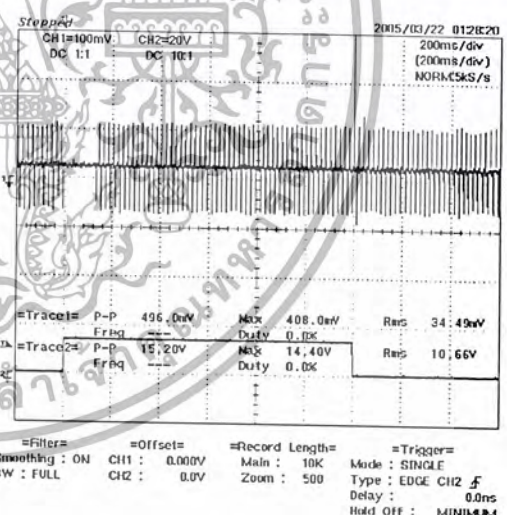 Stopped 2005/03/22 01:28:20
CH1=100mV CH2=20V 200ms/div
DC 1:1 DC 10:1 (200ms/div)
NORM:5kS/s
=Trace1= P-P 496.0mV Max 408.0mV Rms 34.49mV
Freq --- Duty 0.0%
=Trace2= P-P 15.20V Max 14.40V Rms 10.66V
Freq --- Duty 0.0%
=Filter= =Offset= =Record Length= =Trigger=
Smoothing : ON CH1 : 0.000V Main : 10K Mode : SINGLE
BW : FULL CH2 : 0.0V Zoom : 500 Type : EDGE CH2
Delay : 0.0ns
Hold Off : MINIMUM